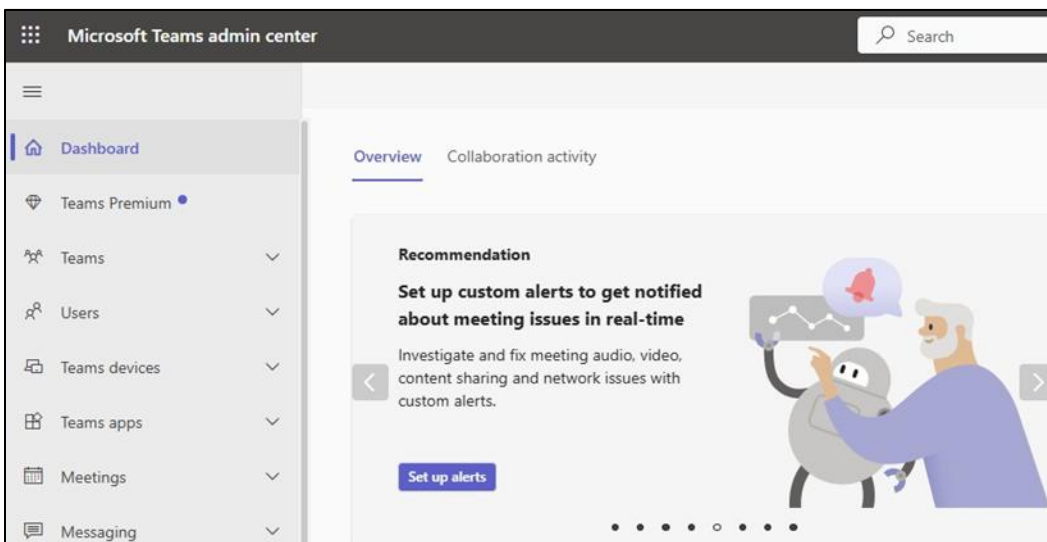 Microsoft Teams admin center
Search
Dashboard
Teams Premium
Teams
Users
Teams devices
Teams apps
Meetings
Messaging
Overview
Collaboration activity
Recommendation
Set up custom alerts to get notified
about meeting issues in real-time
Investigate and fix meeting audio, video,
content sharing and network issues with
custom alerts.
Set up alerts